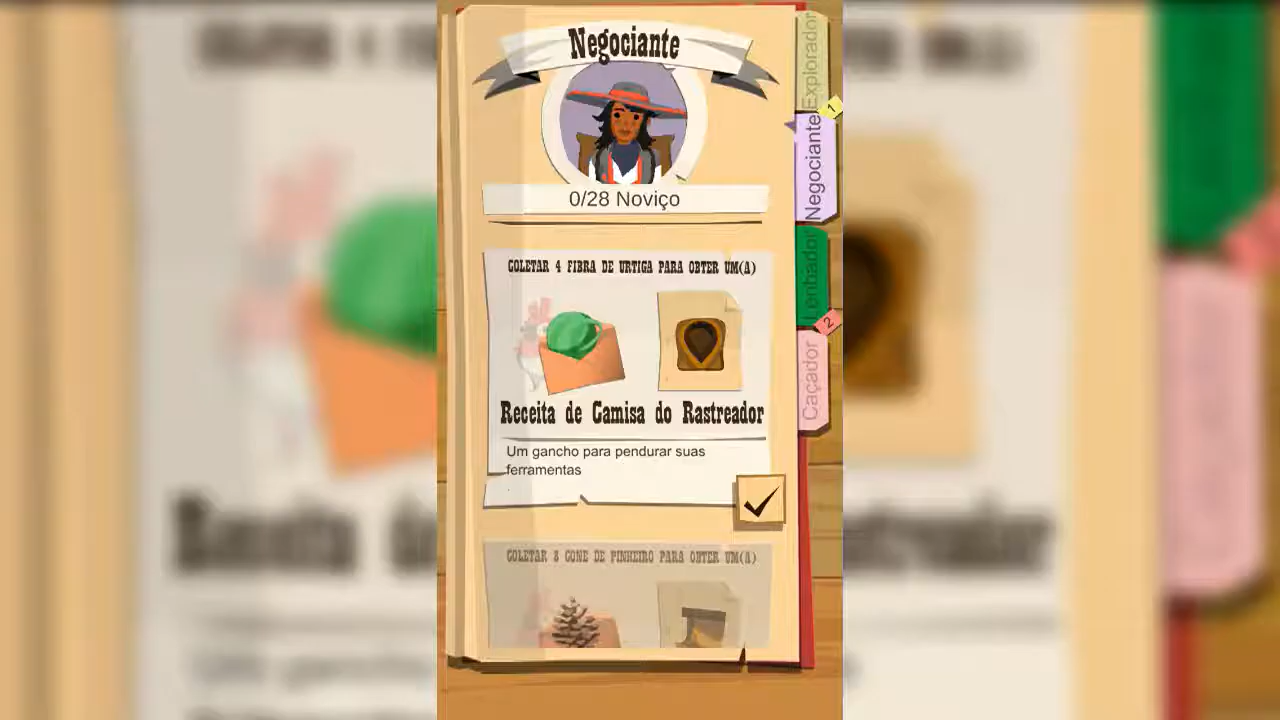 Negociante
0/28 Noviço
COLETAR 4 FIBRA DE URTIGA PARA OBTER UM(A)
Receita de Camisa do Rastreador
Um gancho para pendurar suas
ferramentas
COLETAR 8 CONE DE PINHEIRO PARA OBTER UM(A)
Explorador
1
Negociante
Lenhador
2
Caçador